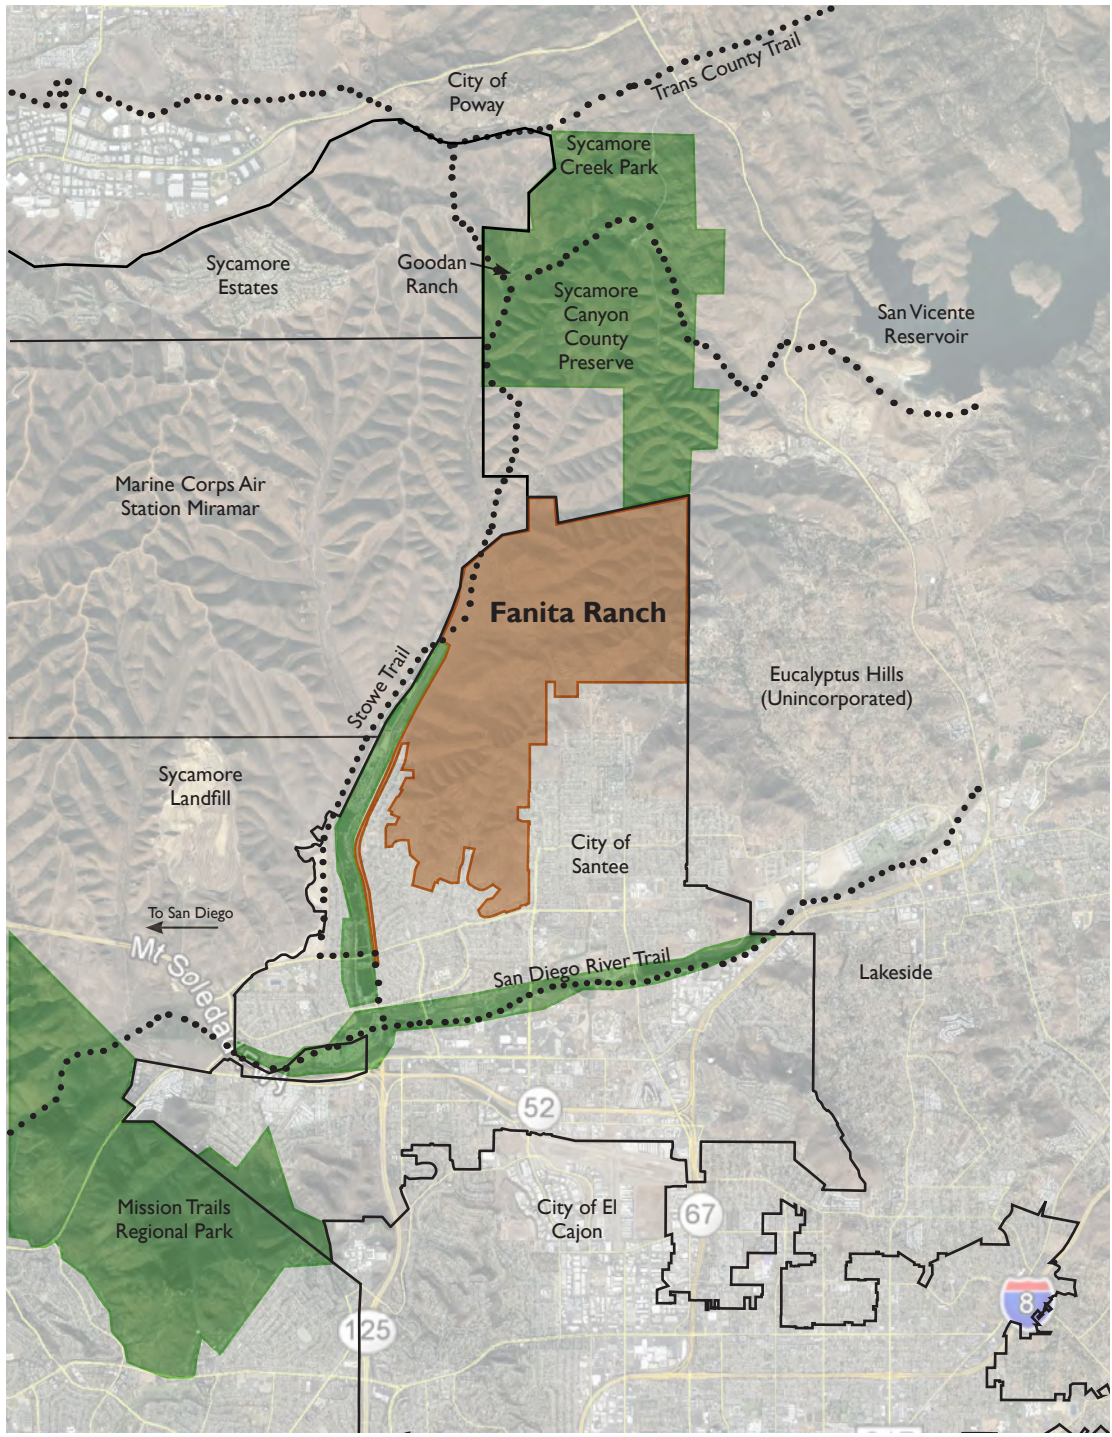 City of
Poway
Trans County Trail
Sycamore
Creek Park
Sycamore
Estates
Goodan
Ranch
Sycamore
Canyon
County
Preserve
San Vicente
Reservoir
Marine Corps Air
Station Miramar
Fanita Ranch
Stowe Trail
Eucalyptus Hills
(Unincorporated)
Sycamore
Landfill
City of
Santee
To San Diego
Mt Soledad
San Diego River Trail
Lakeside
52
Mission Trails
Regional Park
City of El
Cajon
67
8
125